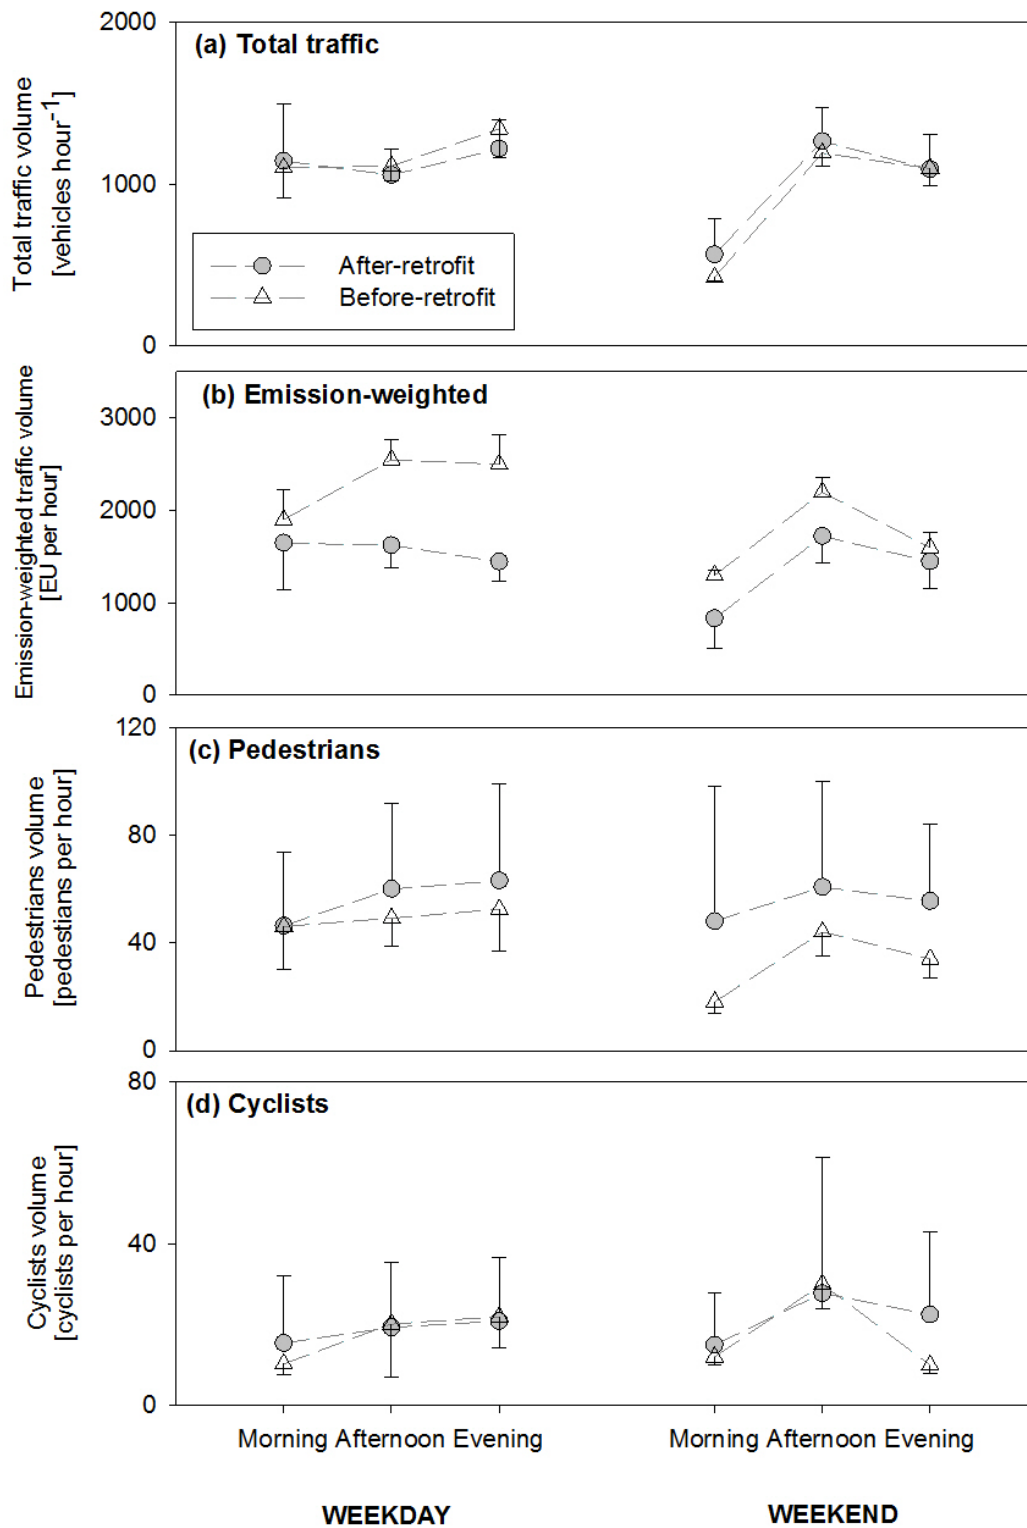 (a) Total traffic
Total traffic volume
[vehicles hour-1]
2000
1000
0
After-retrofit
Before-retrofit
(b) Emission-weighted
Emission-weighted traffic volume
[EU per hour]
3000
2000
1000
0
(c) Pedestrians
Pedestrians volume
[pedestians per hour]
120
80
40
0
(d) Cyclists
Cyclists volume
[cyclists per hour]
80
40
0
Morning Afternoon Evening
Morning Afternoon Evening
WEEKDAY
WEEKEND